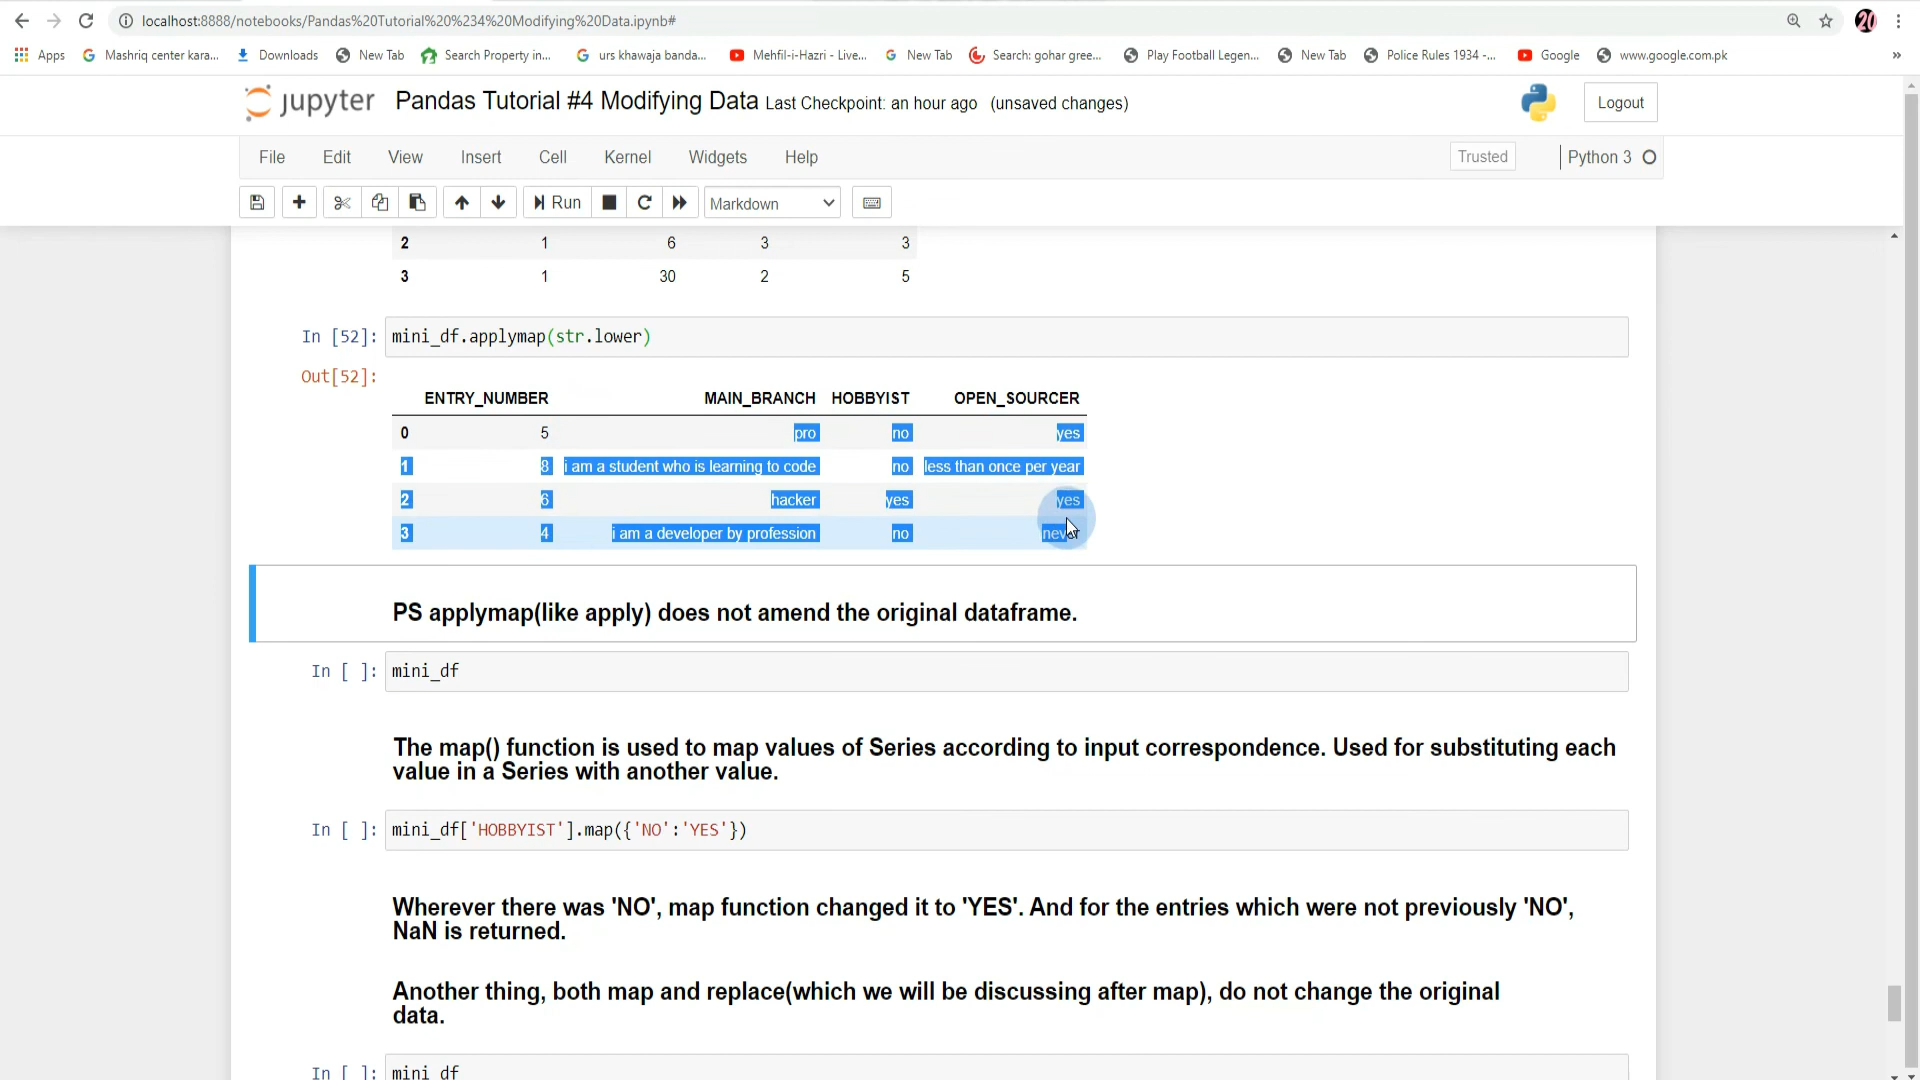 localhost:8888/notebooks/Pandas%20Tutorial%20%234%20Modifying%20Data.ipynb#
20
Apps Mashriq center kara... Downloads New Tab Search Property in... urs khawaja banda... Mehfil-i-Hazri - Live... New Tab Search: gohar gree... Play Football Legen... New Tab Police Rules 1934 -... Google www.google.com.pk »
jupyter Pandas Tutorial #4 Modifying Data Last Checkpoint: an hour ago (unsaved changes) Logout
File Edit View Insert Cell Kernel Widgets Help Trusted Python 3
Run Markdown
2 1 6 3 3
3 1 30 2 5
In [52]: mini_df.applymap(str.lower)
Out[52]:
ENTRY_NUMBER MAIN_BRANCH HOBBYIST OPEN_SOURCER
0 5 pro no yes
1 8 i am a student who is learning to code no less than once per year
2 6 hacker yes yes
3 4 i am a developer by profession no never
PS applymap(like apply) does not amend the original dataframe.
In [ ]: mini_df
The map() function is used to map values of Series according to input correspondence. Used for substituting each
value in a Series with another value.
In [ ]: mini_df['HOBBYIST'].map({'NO':'YES'})
Wherever there was 'NO', map function changed it to 'YES'. And for the entries which were not previously 'NO',
NaN is returned.
Another thing, both map and replace(which we will be discussing after map), do not change the original
data.
In [ ]: mini_df